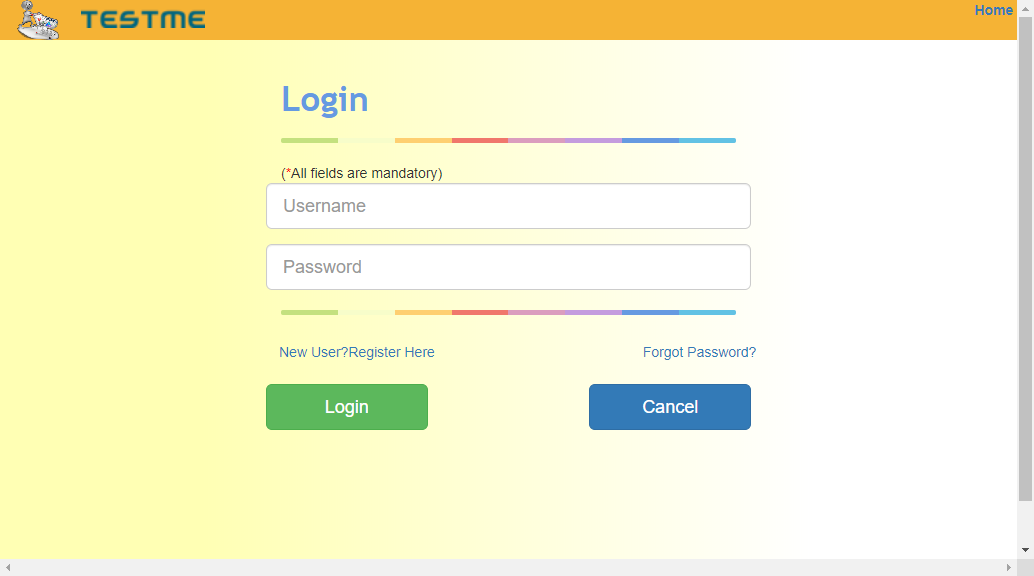 TESTME
Home
Login
(*All fields are mandatory)
Username
Password
New User?Register Here
Forgot Password?
Login
Cancel